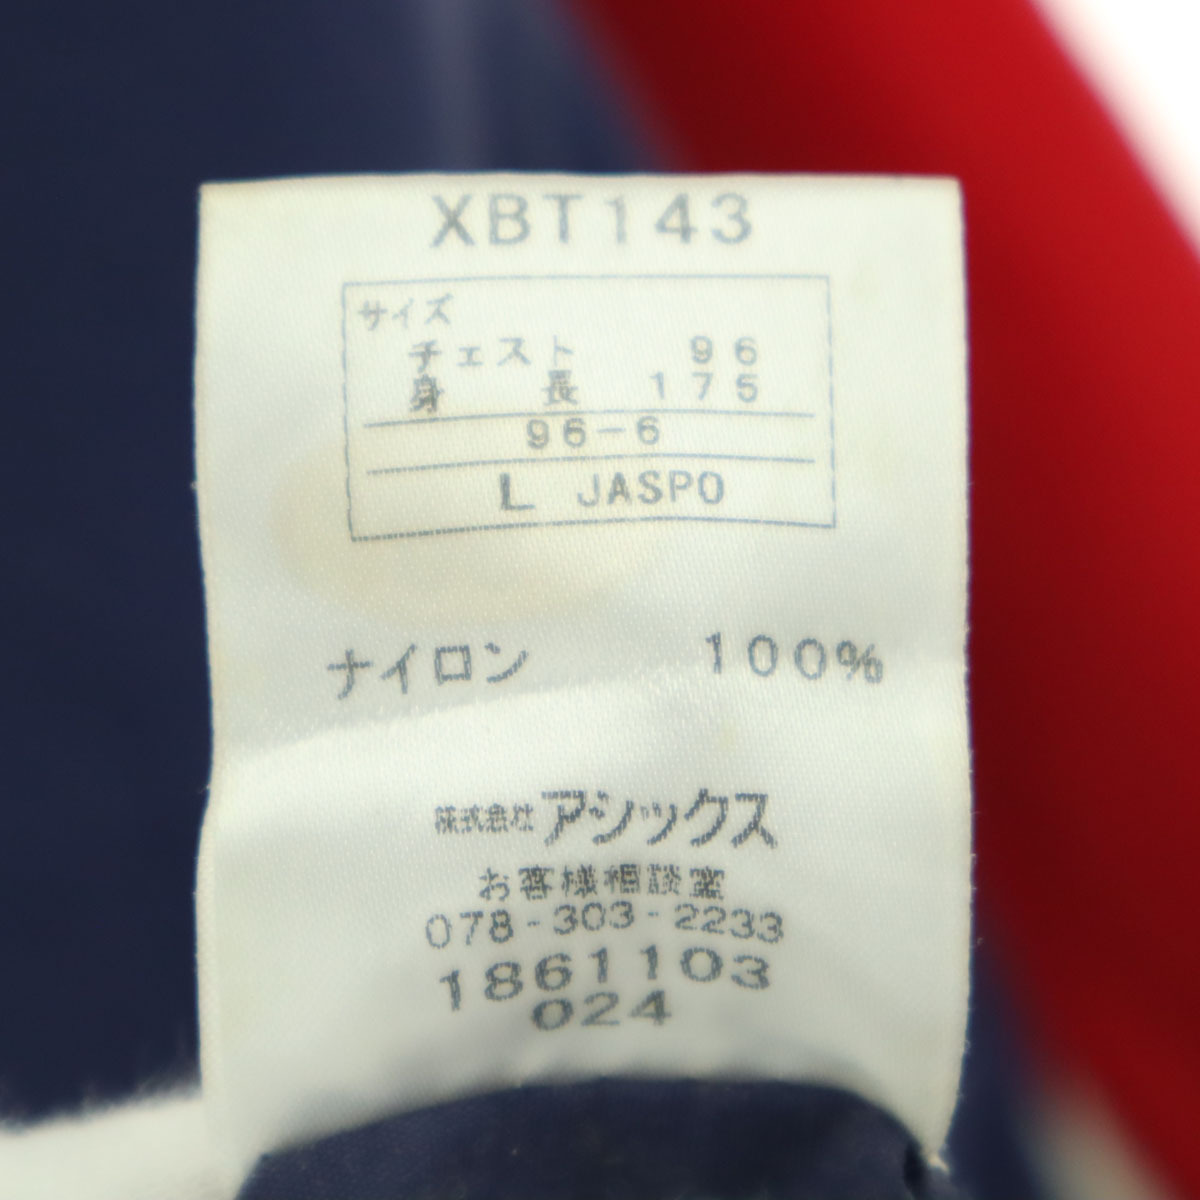 XBT143
サイズ
チェスト 96
身長 175
96-6
L JASPO
ナイロン 100%
株式会社アシックス
お客様相談室
078-303-2233
1861103
024